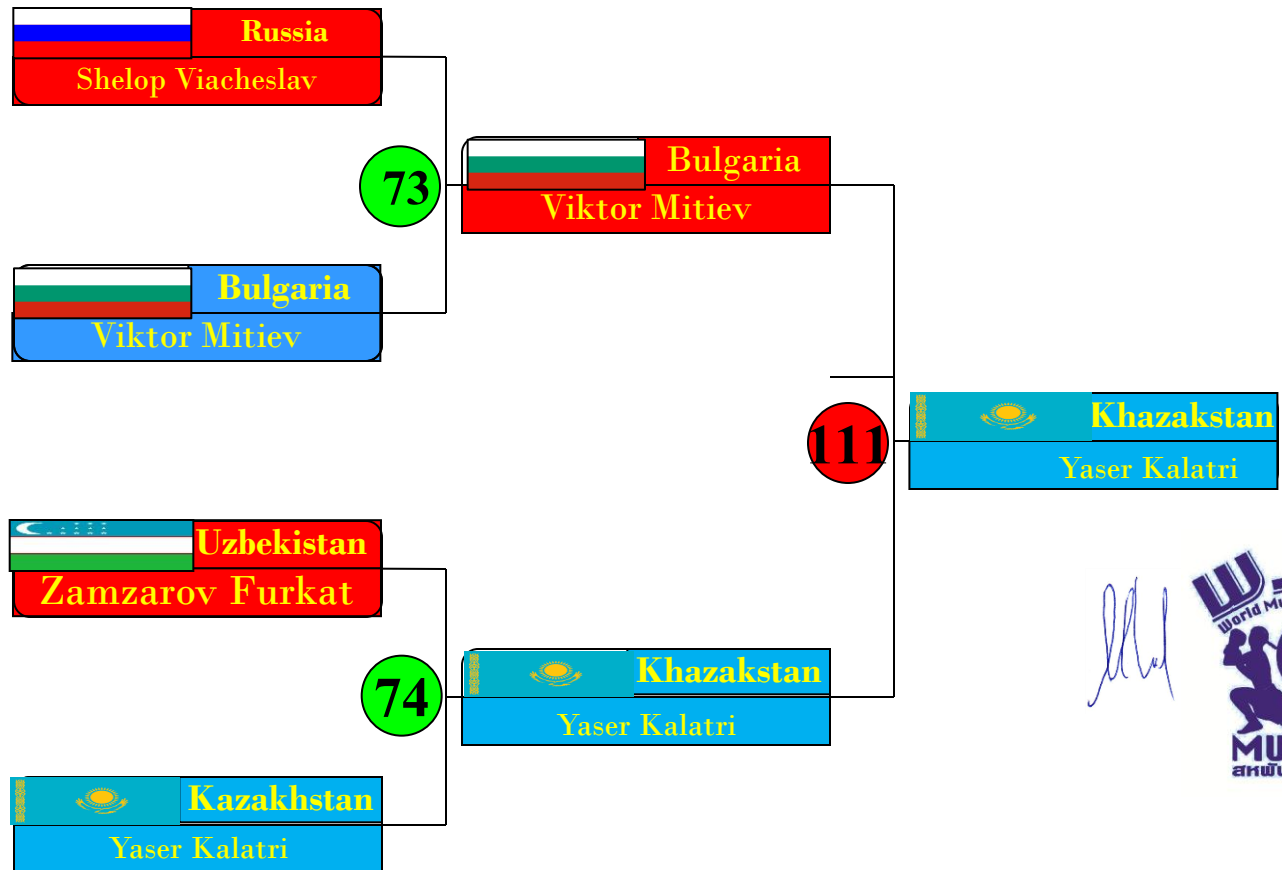 Russia
Shelop Viacheslav
73
Bulgaria
Viktor Mitiev
Bulgaria
Viktor Mitiev
111
Khazakstan
Yaser Kalatri
Uzbekistan
Zamzarov Furkat
74
Khazakstan
Yaser Kalatri
Kazakhstan
Yaser Kalatri
World